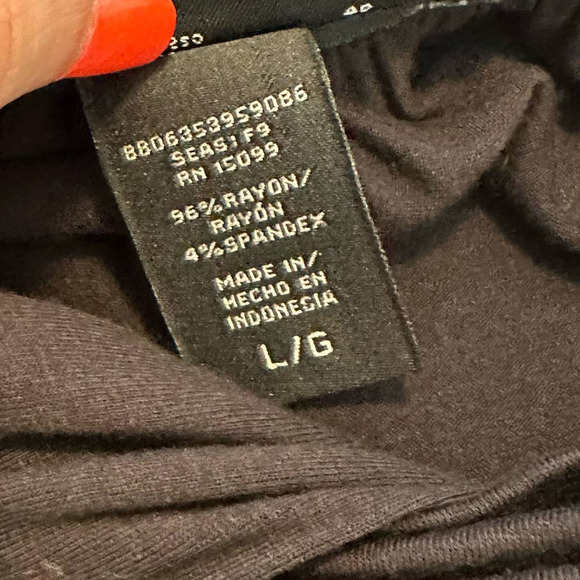 8806353959086
SEAS: F9
RN 15099
96%RAYON/
RAYÓN
4%SPANDEX
MADE IN/
HECHO EN
INDONESIA
L/G